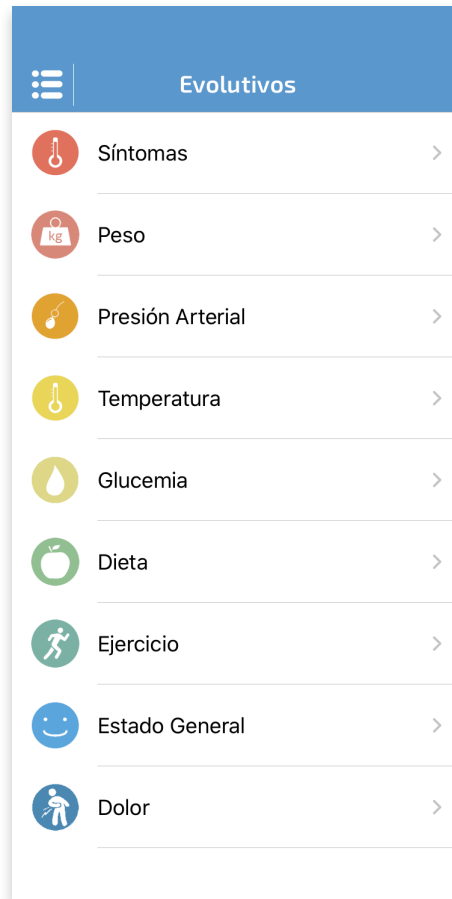 Evolutivos
Síntomas
kg
Peso
Presión Arterial
Temperatura
Glucemia
Dieta
Ejercicio
Estado General
Dolor